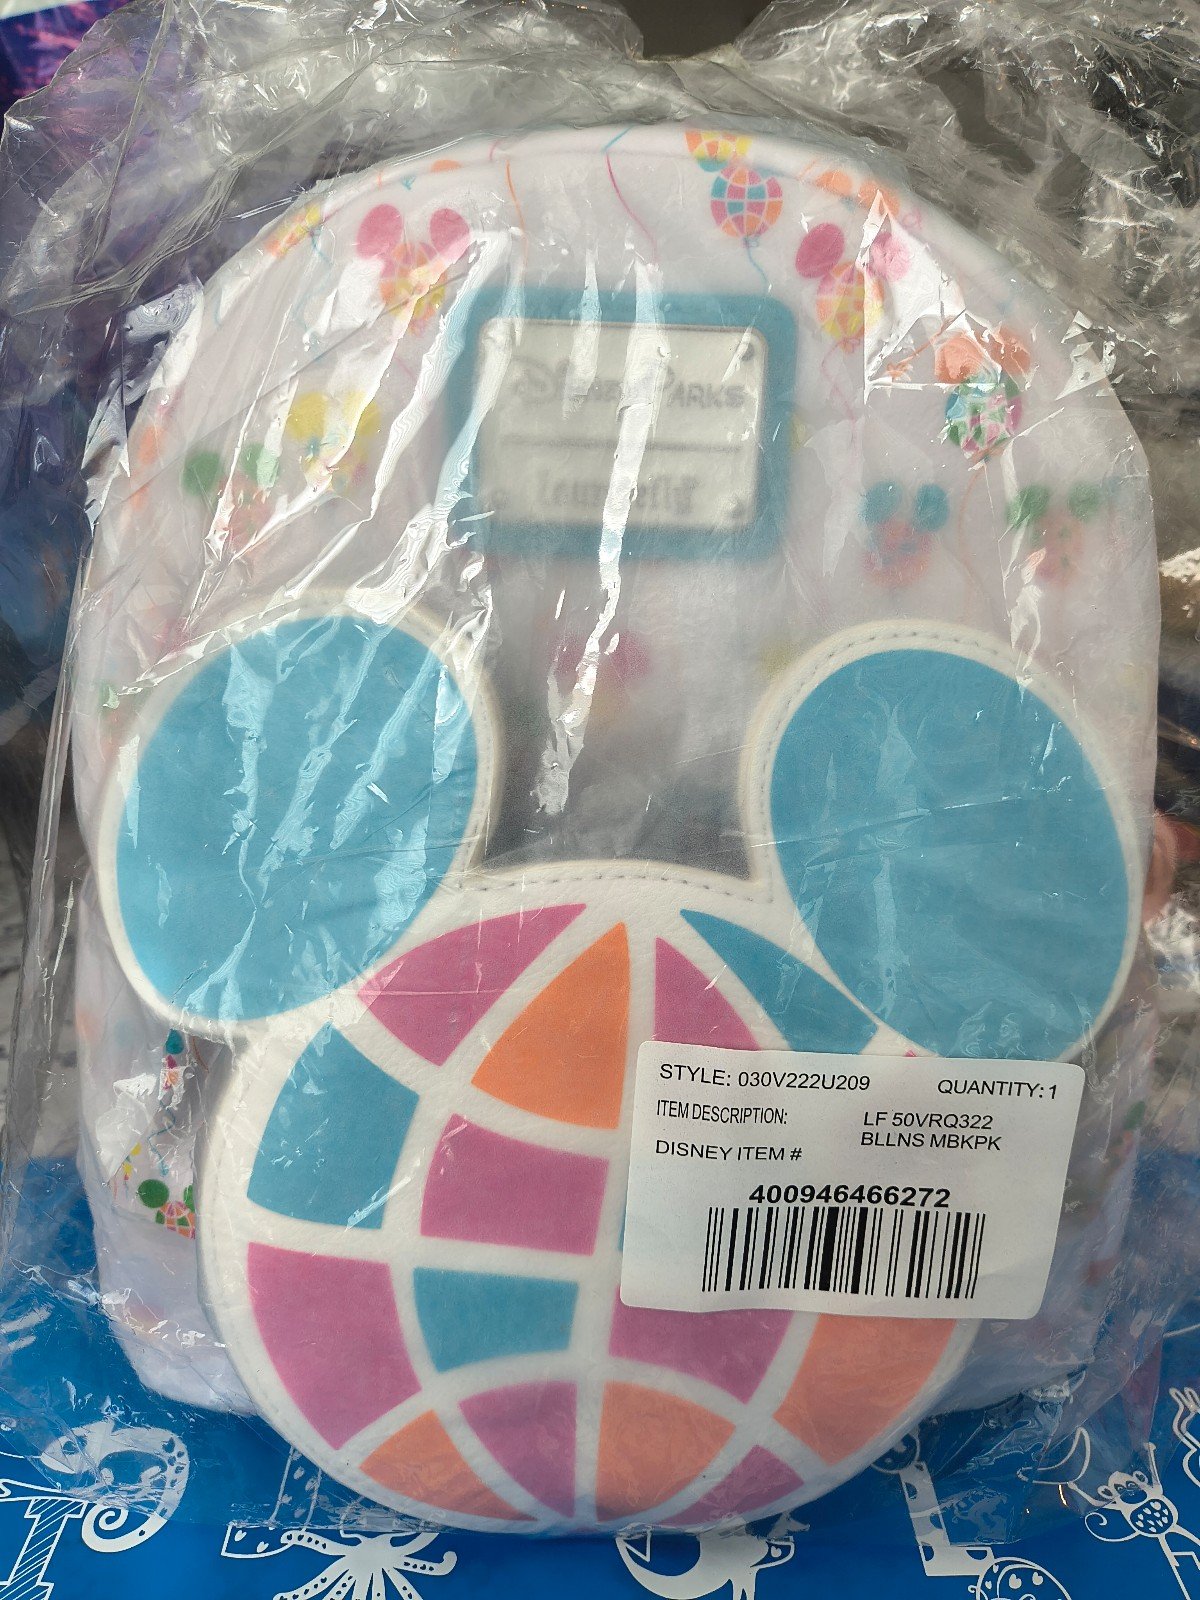 Disney PARKS
Loungefly
STYLE: 030V222U209 QUANTITY: 1
ITEM DESCRIPTION: LF 50VRQ322
BLLNS MBKPK
DISNEY ITEM #
400946466272